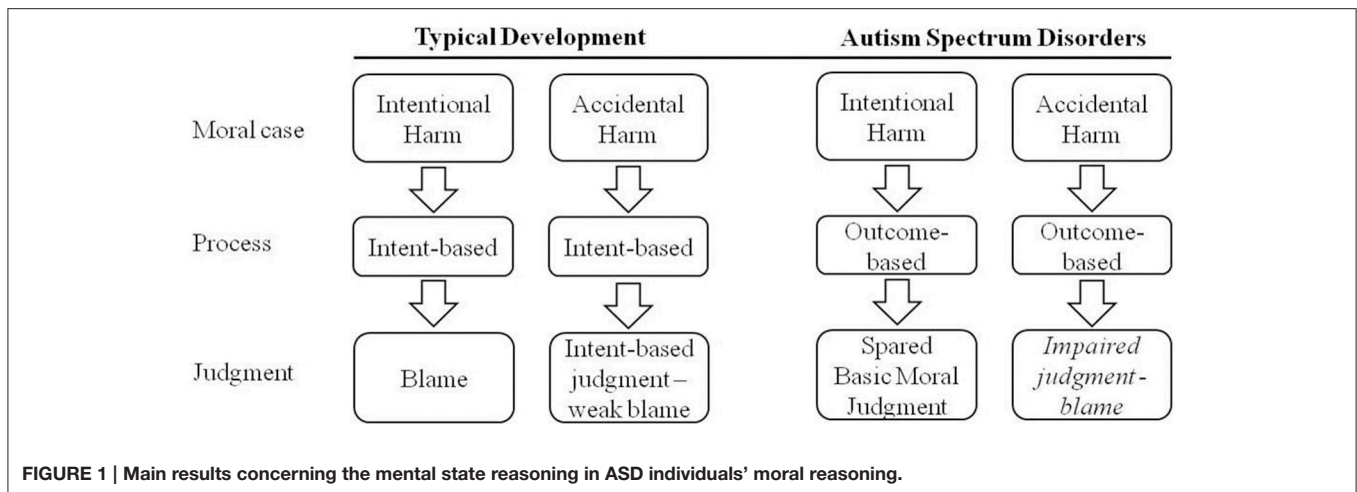 Typical Development
Autism Spectrum Disorders
Moral case
Intentional
Harm
Accidental
Harm
Intentional
Harm
Accidental
Harm
Process
Intent-based
Intent-based
Outcome-
based
Outcome-
based
Judgment
Blame
Intent-based
judgment –
weak blame
Spared
Basic Moral
Judgment
Impaired
judgment-
blame
FIGURE 1 | Main results concerning the mental state reasoning in ASD individuals’ moral reasoning.